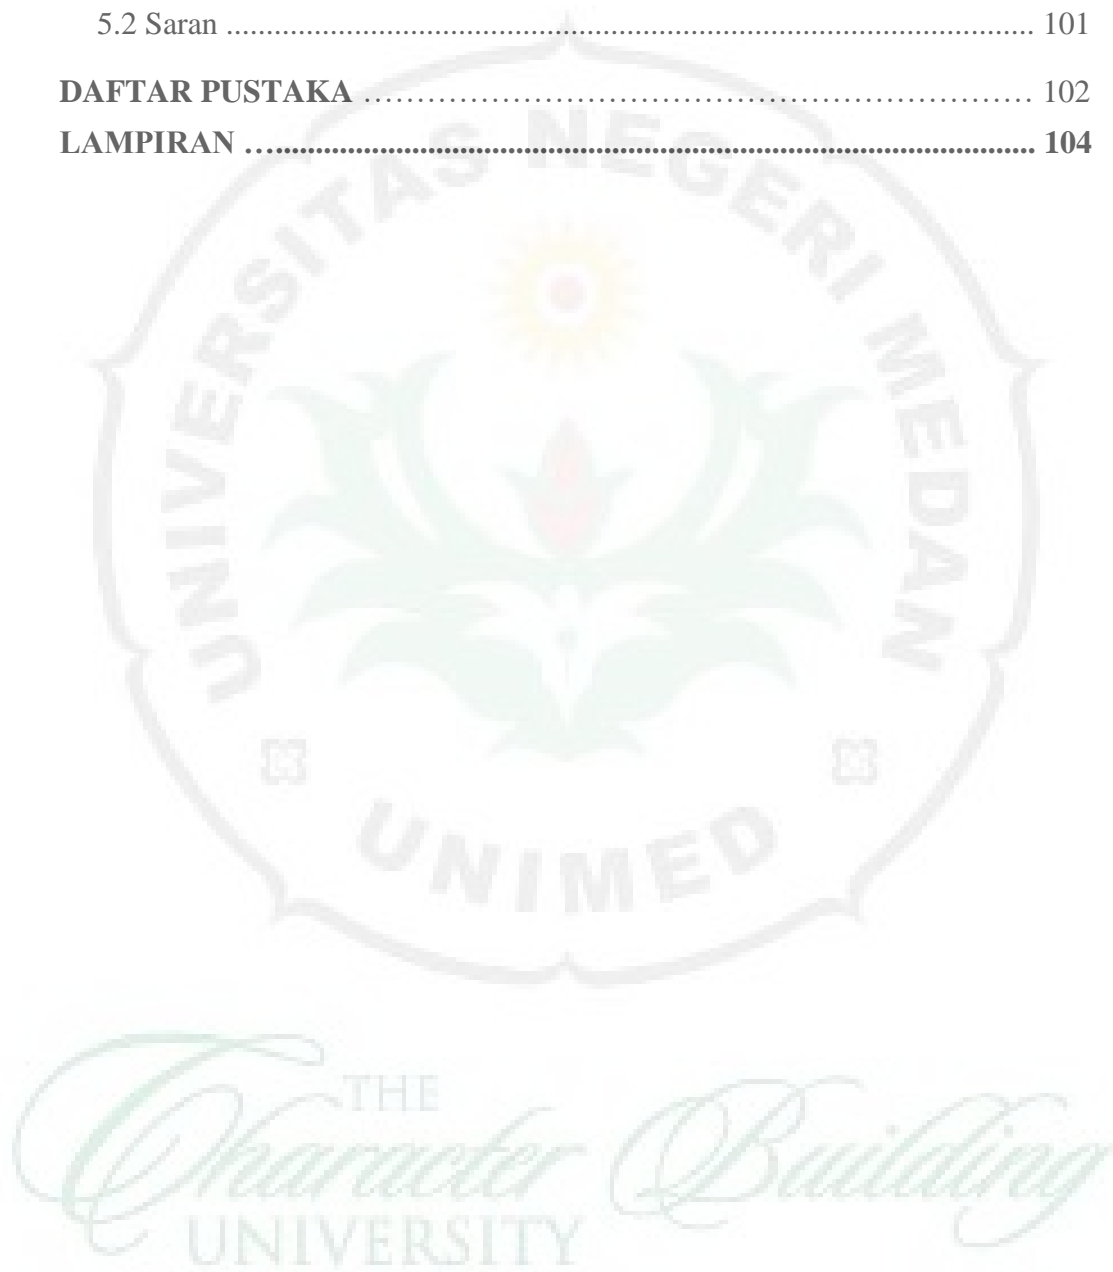 5.2 Saran .................................................................................................... 101
DAFTAR PUSTAKA ……………………………………………………………… 102
LAMPIRAN …............................................................................................... 104
UNIVERSITAS NEGERI MEDAN
UNIMED
THE
Character Building
UNIVERSITY